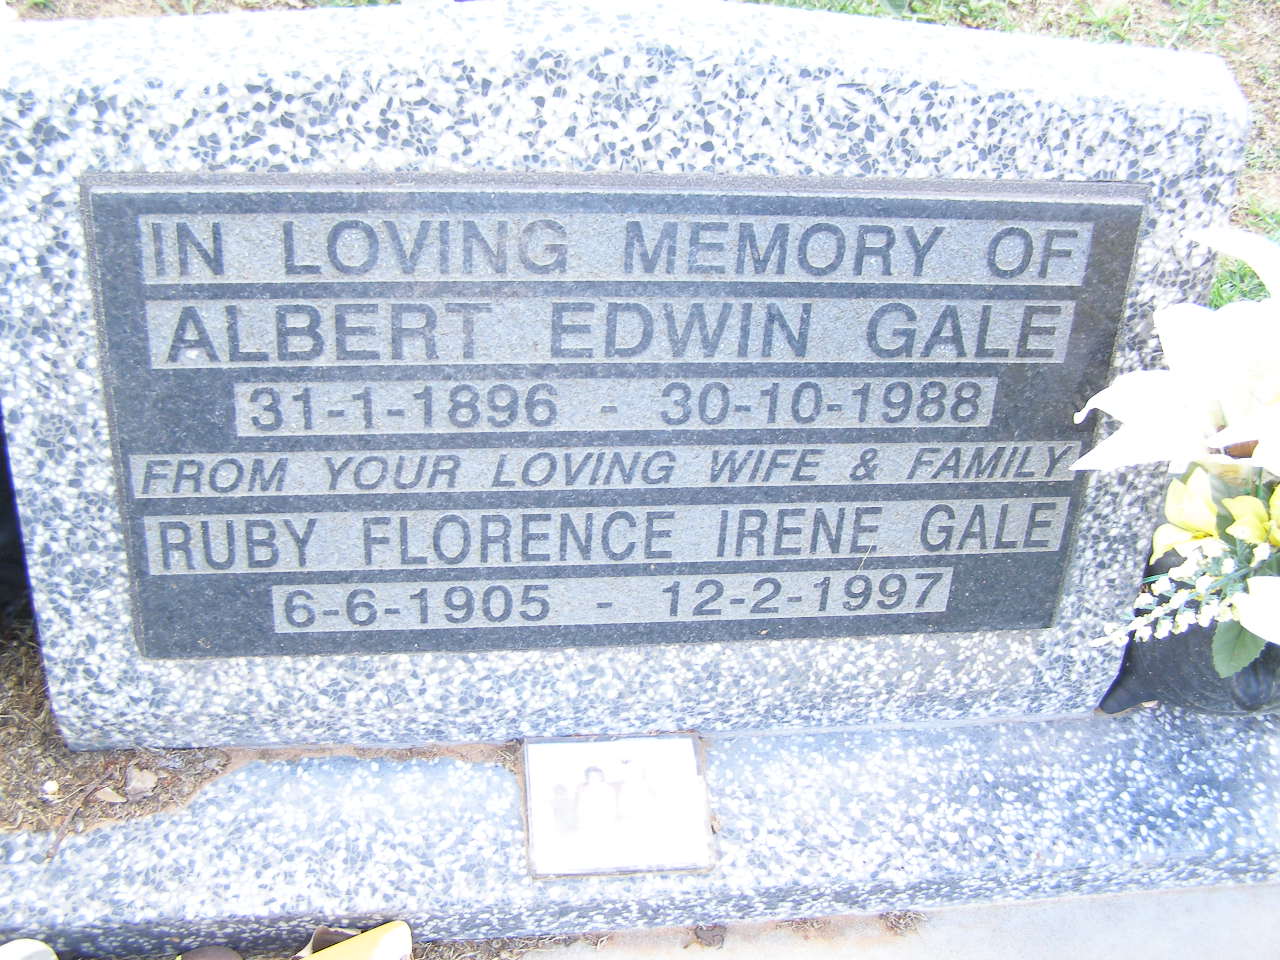 IN LOVING MEMORY OF
ALBERT EDWIN GALE
31-1-1896 - 30-10-1988
FROM YOUR LOVING WIFE & FAMILY
RUBY FLORENCE IRENE GALE
6-6-1905 - 12-2-1997